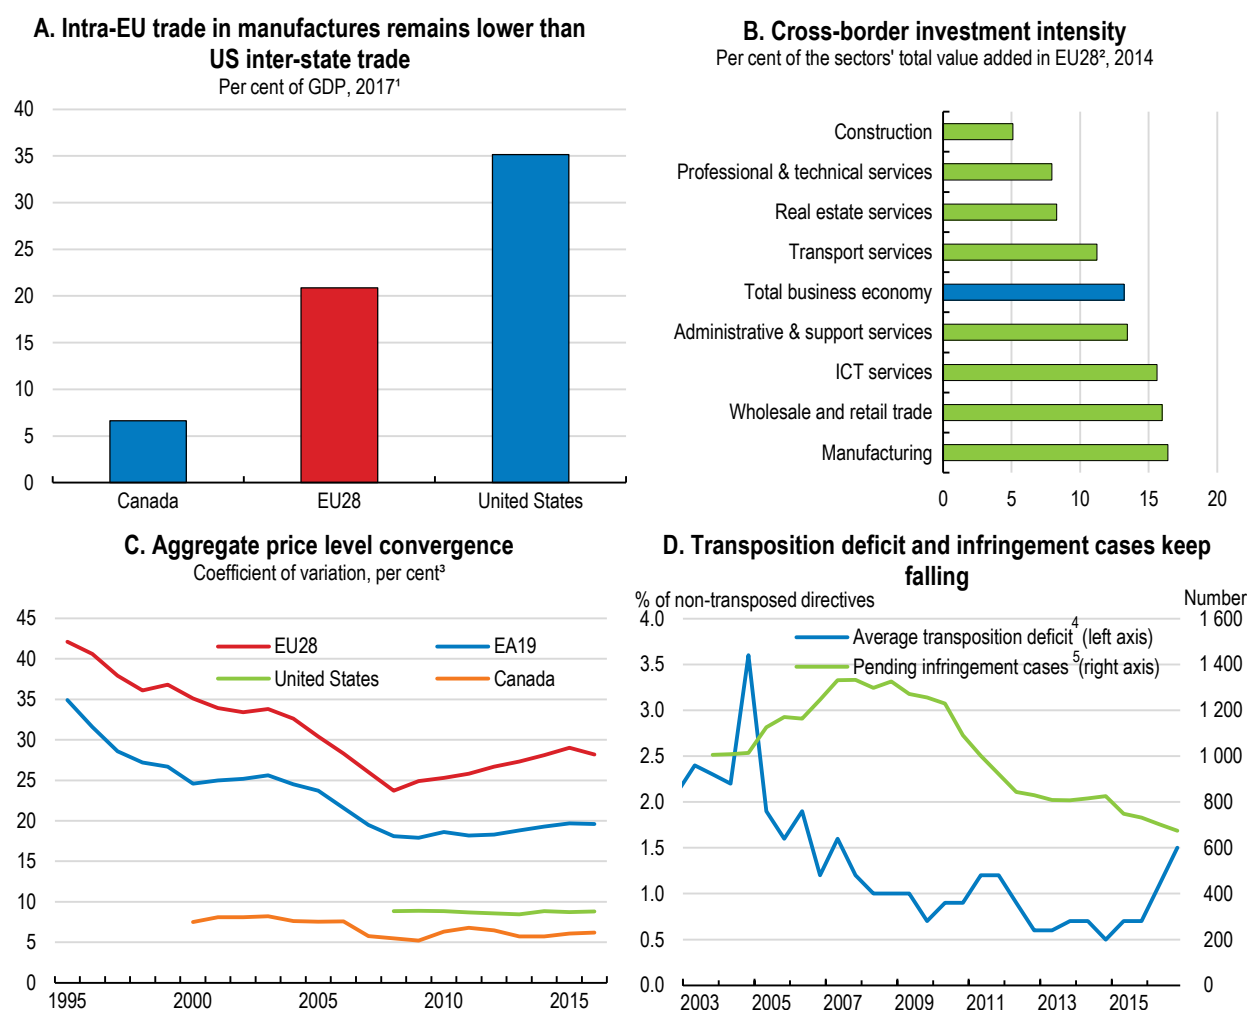 A. Intra-EU trade in manufactures remains lower than
US inter-state trade
Per cent of GDP, 2017¹
40
35
30
25
20
15
10
5
0
Canada
EU28
United States
B. Cross-border investment intensity
Per cent of the sectors' total value added in EU28², 2014
Construction
Professional & technical services
Real estate services
Transport services
Total business economy
Administrative & support services
ICT services
Wholesale and retail trade
Manufacturing
0
5
10
15
20
C. Aggregate price level convergence
Coefficient of variation, per cent³
45
40
35
30
25
20
15
10
5
0
EU28
EA19
United States
Canada
1995
2000
2005
2010
2015
D. Transposition deficit and infringement cases keep
falling
% of non-transposed directives
Number
4.0
3.5
3.0
2.5
2.0
1.5
1.0
0.5
0.0
Average transposition deficit⁴ (left axis)
Pending infringement cases ⁵(right axis)
1 600
1 400
1 200
1 000
800
600
400
200
0
2003
2005
2007
2009
2011
2013
2015